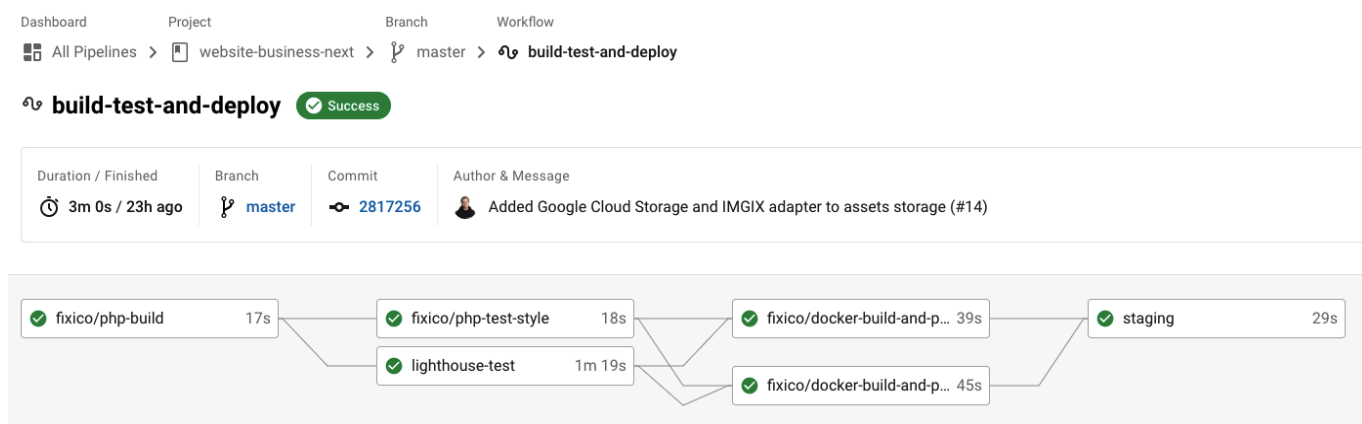 Dashboard Project Branch Workflow
All Pipelines website-business-next master build-test-and-deploy
build-test-and-deploy Success
Duration / Finished Branch Commit Author & Message
3m 0s / 23h ago master 2817256 Added Google Cloud Storage and IMGIX adapter to assets storage (#14)
fixico/php-build 17s fixico/php-test-style 18s fixico/docker-build-and-p... 39s staging 29s
lighthouse-test 1m 19s
fixico/docker-build-and-p... 45s